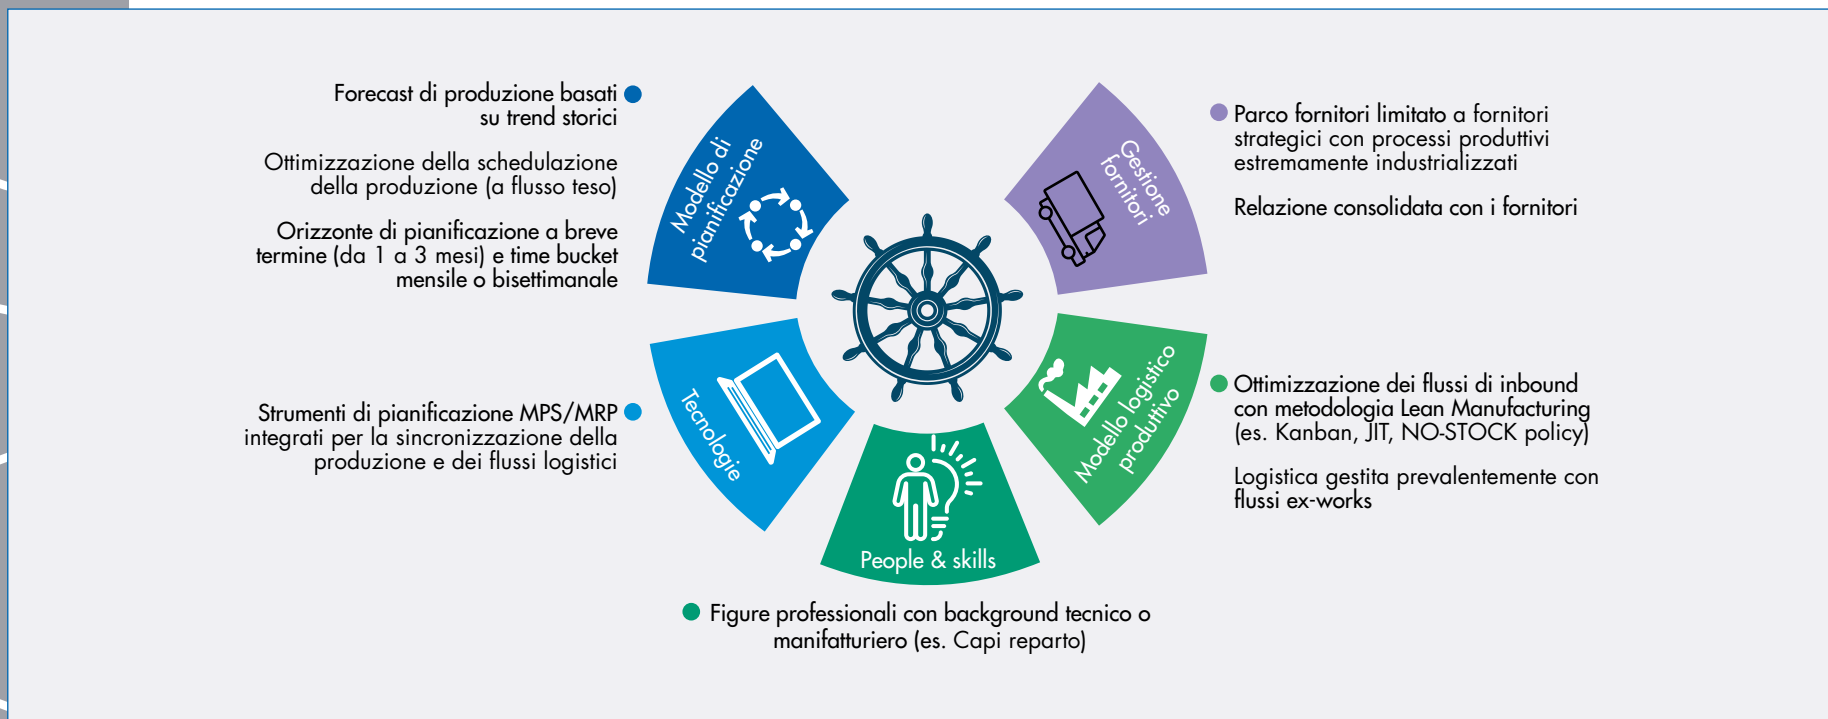 Forecast di produzione basati
su trend storici
Ottimizzazione della schedulazione
della produzione (a flusso teso)
Orizzonte di pianificazione a breve
termine (da 1 a 3 mesi) e time bucket
mensile o bisettimanale
Modello di
pianificazione
Gestione
fornitori
Parco fornitori limitato a fornitori
strategici con processi produttivi
estremamente industrializzati
Relazione consolidata con i fornitori
Strumenti di pianificazione MPS/MRP
integrati per la sincronizzazione della
produzione e dei flussi logistici
Tecnologie
Modello logistico
produttivo
Ottimizzazione dei flussi di inbound
con metodologia Lean Manufacturing
(es. Kanban, JIT, NO-STOCK policy)
Logistica gestita prevalentemente con
flussi ex-works
People & skills
Figure professionali con background tecnico o
manifatturiero (es. Capi reparto)